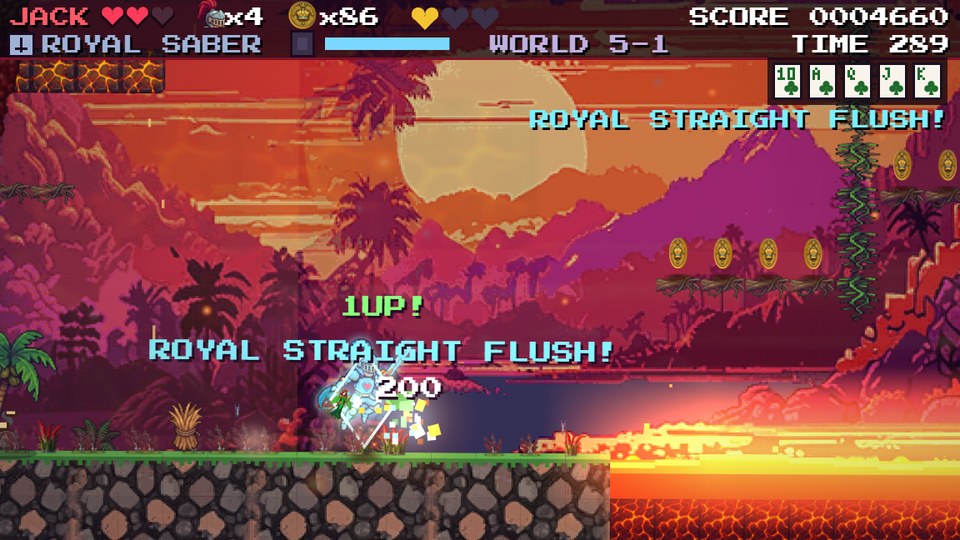 JACK x4 x86 SCORE 0004660
ROYAL SABER WORLD 5-1 TIME 289
10 A Q J K
ROYAL STRAIGHT FLUSH!
1UP!
ROYAL STRAIGHT FLUSH!
200